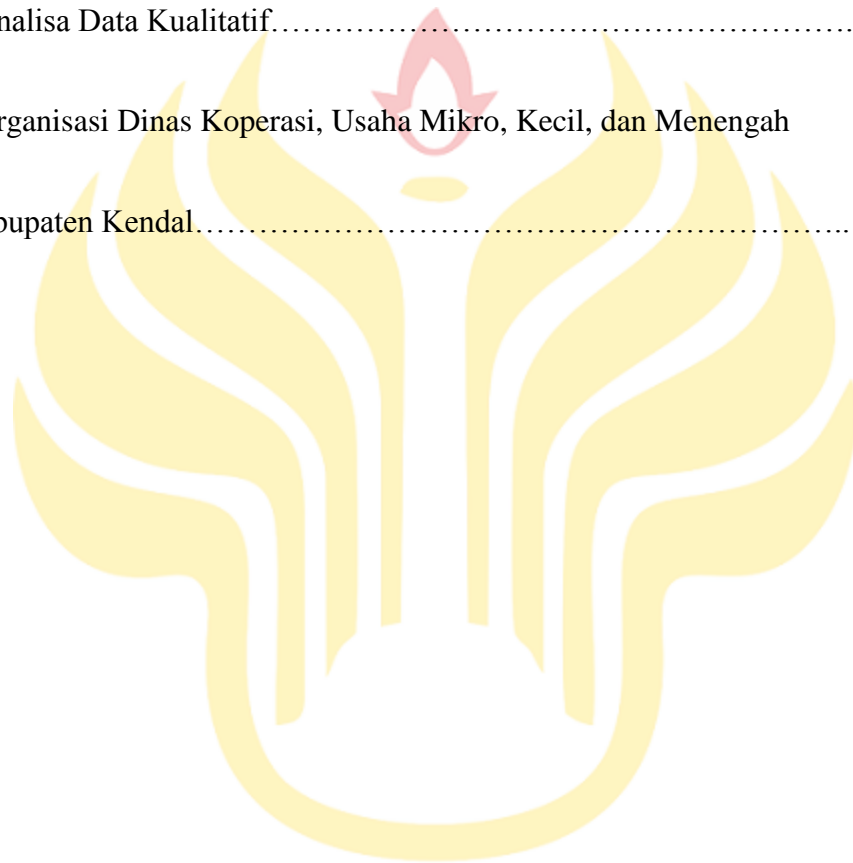 nalisa Data Kualitatif……………………………………………………….
rganisasi Dinas Koperasi, Usaha Mikro, Kecil, dan Menengah
bupaten Kendal……………………………………………………………..